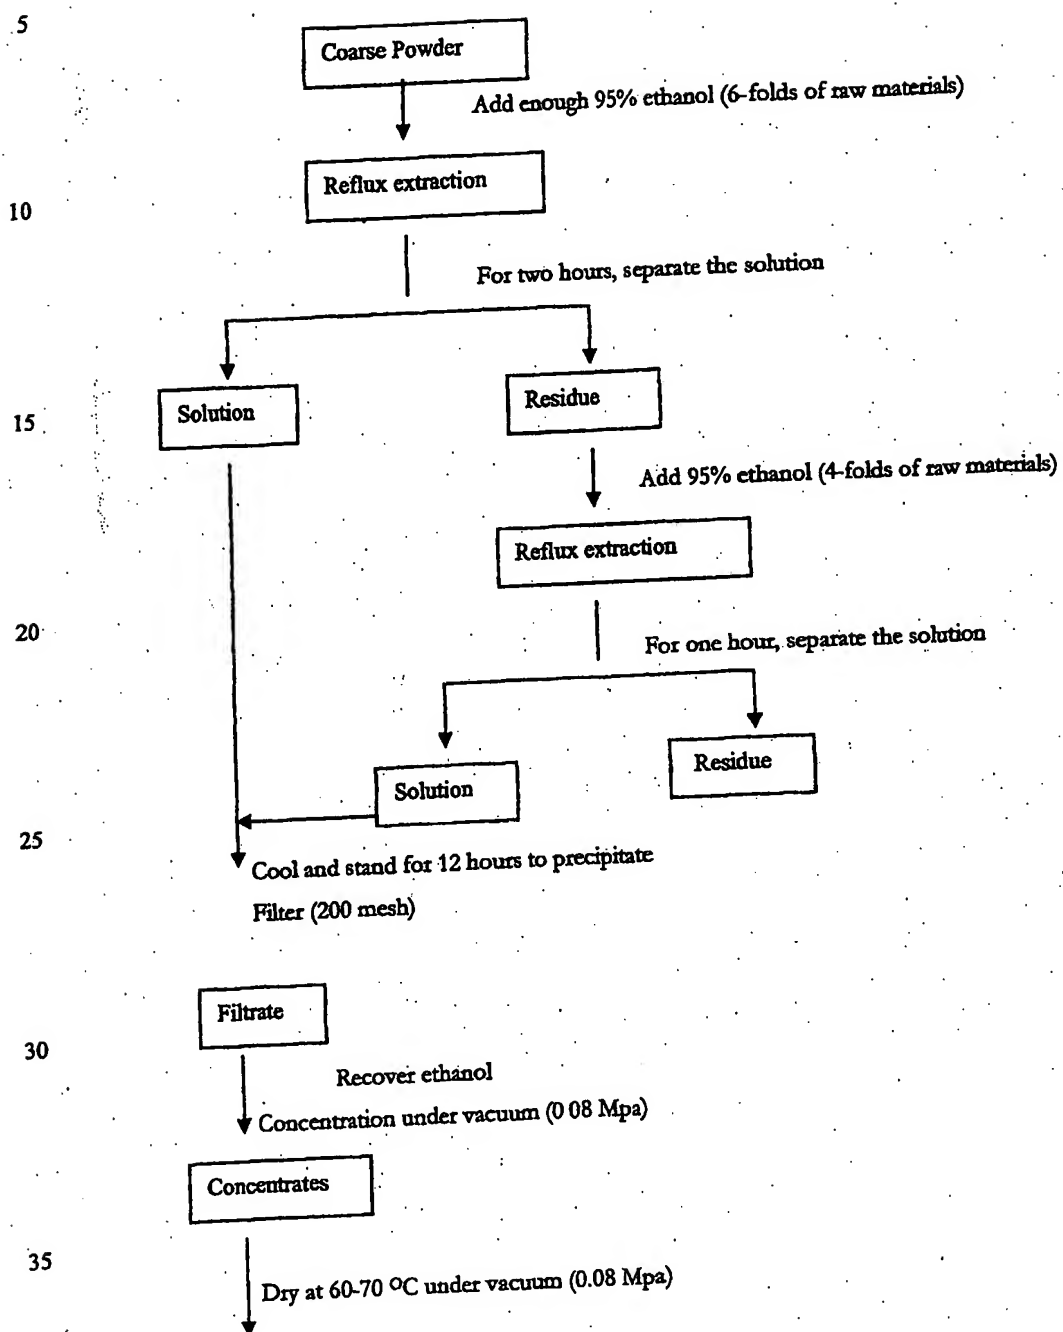 5
Coarse Powder
Add enough 95% ethanol (6-folds of raw materials)
Reflux extraction
10
For two hours, separate the solution
Solution
Residue
15
Add 95% ethanol (4-folds of raw materials)
Reflux extraction
20
For one hour, separate the solution
Solution
Residue
25
Cool and stand for 12 hours to precipitate
Filter (200 mesh)
Filtrate
30
Recover ethanol
Concentration under vacuum (0 08 Mpa)
Concentrates
35
Dry at 60-70 °C under vacuum (0.08 Mpa)